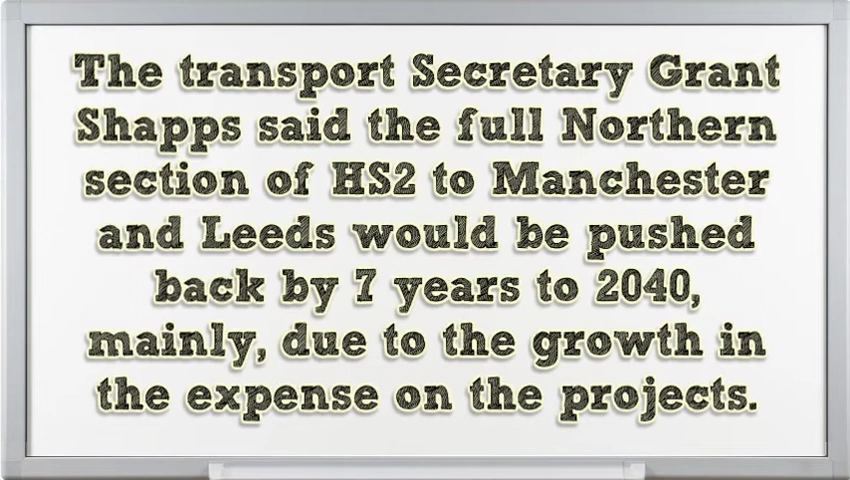 The transport Secretary Grant
Shapps said the full Northern
section of HS2 to Manchester
and Leeds would be pushed
back by 7 years to 2040,
mainly, due to the growth in
the expense on the projects.